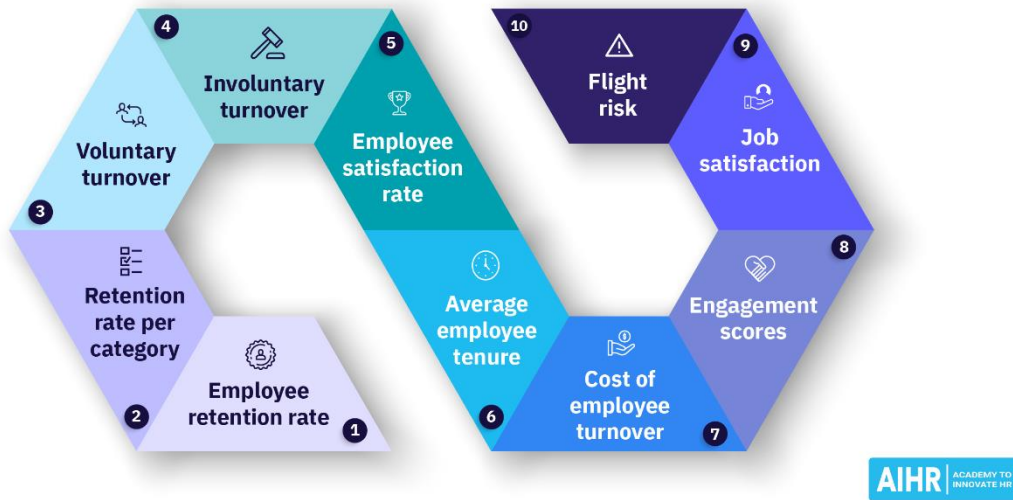 1
Employee
retention rate
2
Retention
rate per
category
3
Voluntary
turnover
4
Involuntary
turnover
5
Employee
satisfaction
rate
6
Average
employee
tenure
7
Cost of
employee
turnover
8
Engagement
scores
9
Job
satisfaction
10
Flight
risk
AIHR
ACADEMY TO
INNOVATE HR